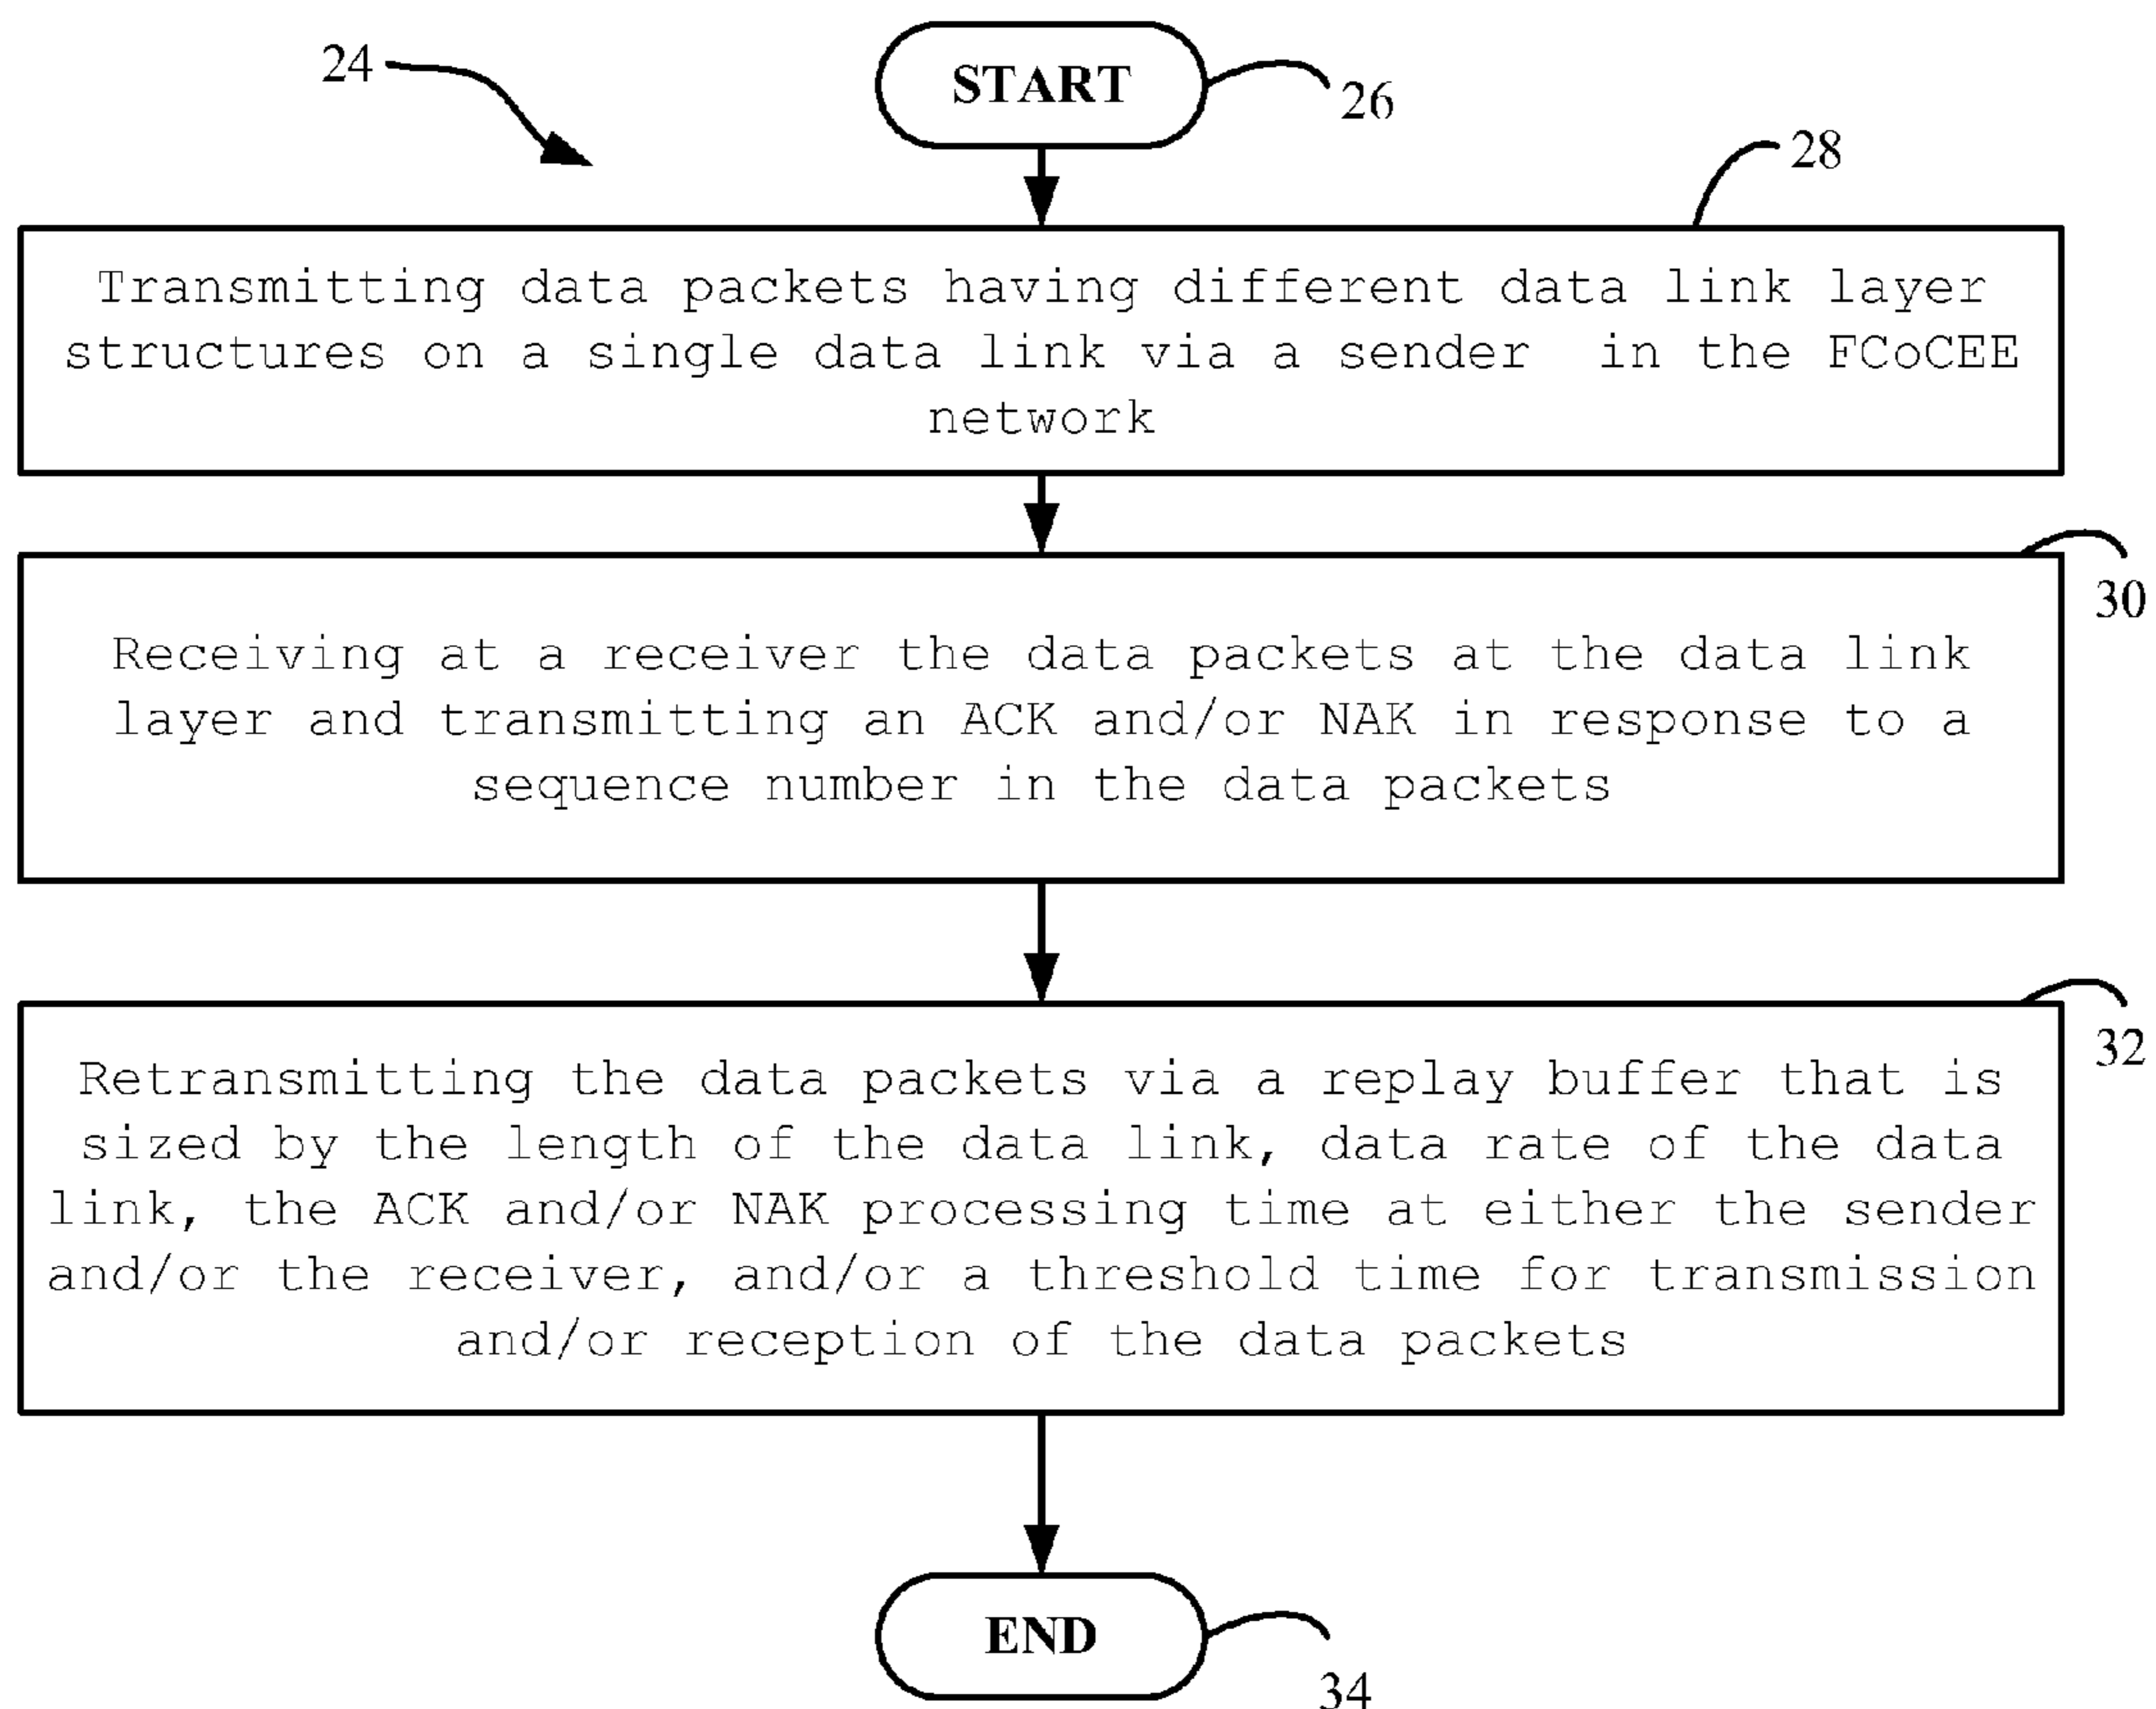 24
START
26
28
Transmitting data packets having different data link layer
structures on a single data link via a sender in the FCoCEE
network
30
Receiving at a receiver the data packets at the data link
layer and transmitting an ACK and/or NAK in response to a
sequence number in the data packets
32
Retransmitting the data packets via a replay buffer that is
sized by the length of the data link, data rate of the data
link, the ACK and/or NAK processing time at either the sender
and/or the receiver, and/or a threshold time for transmission
and/or reception of the data packets
END
34